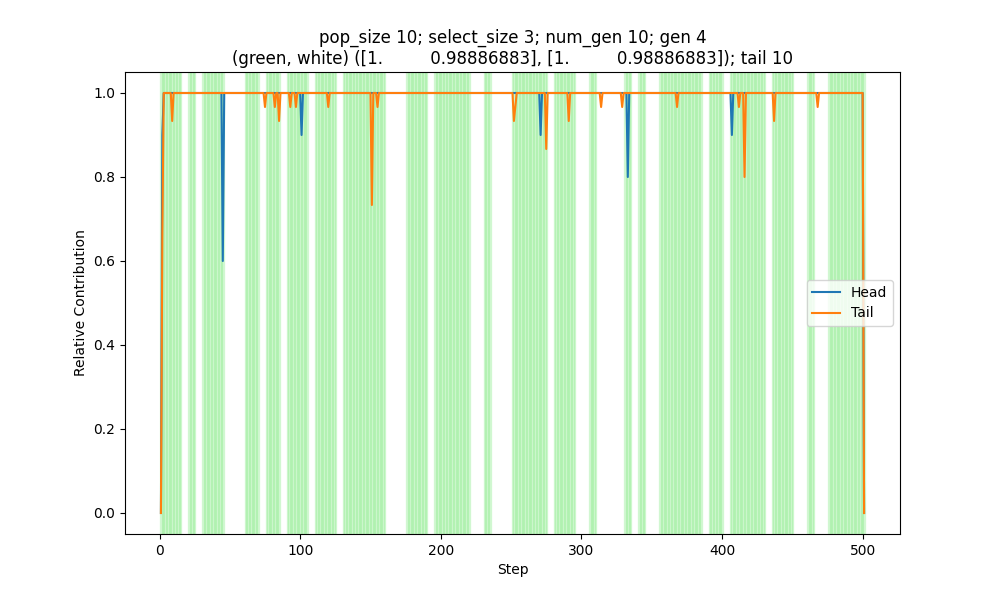 pop_size 10; select_size 3; num_gen 10; gen 4
(green, white) ([1.         0.98886883], [1.         0.98886883]); tail 10
1.0
0.8
0.6
0.4
0.2
0.0
Relative Contribution
Head
Tail
0
100
200
300
400
500
Step